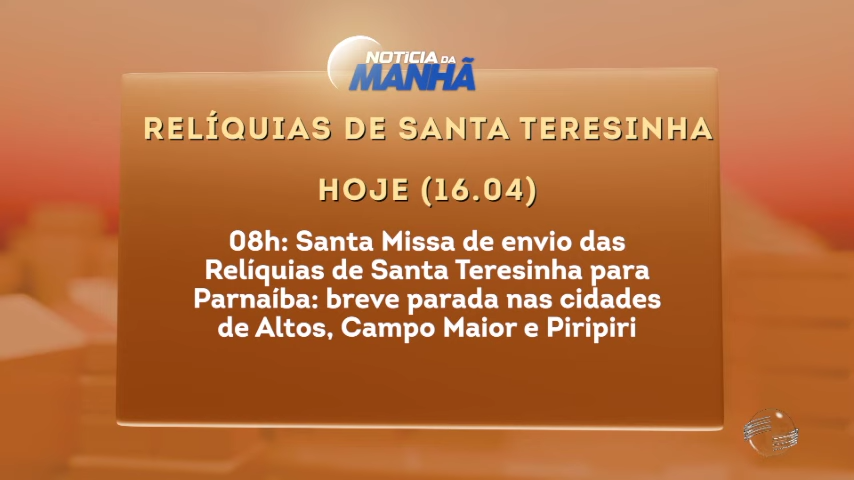 NOTÍCIA DA
MANHÃ
RELÍQUIAS DE SANTA TERESINHA
HOJE (16.04)
08h: Santa Missa de envio das
Relíquias de Santa Teresinha para
Parnaíba: breve parada nas cidades
de Altos, Campo Maior e Piripiri